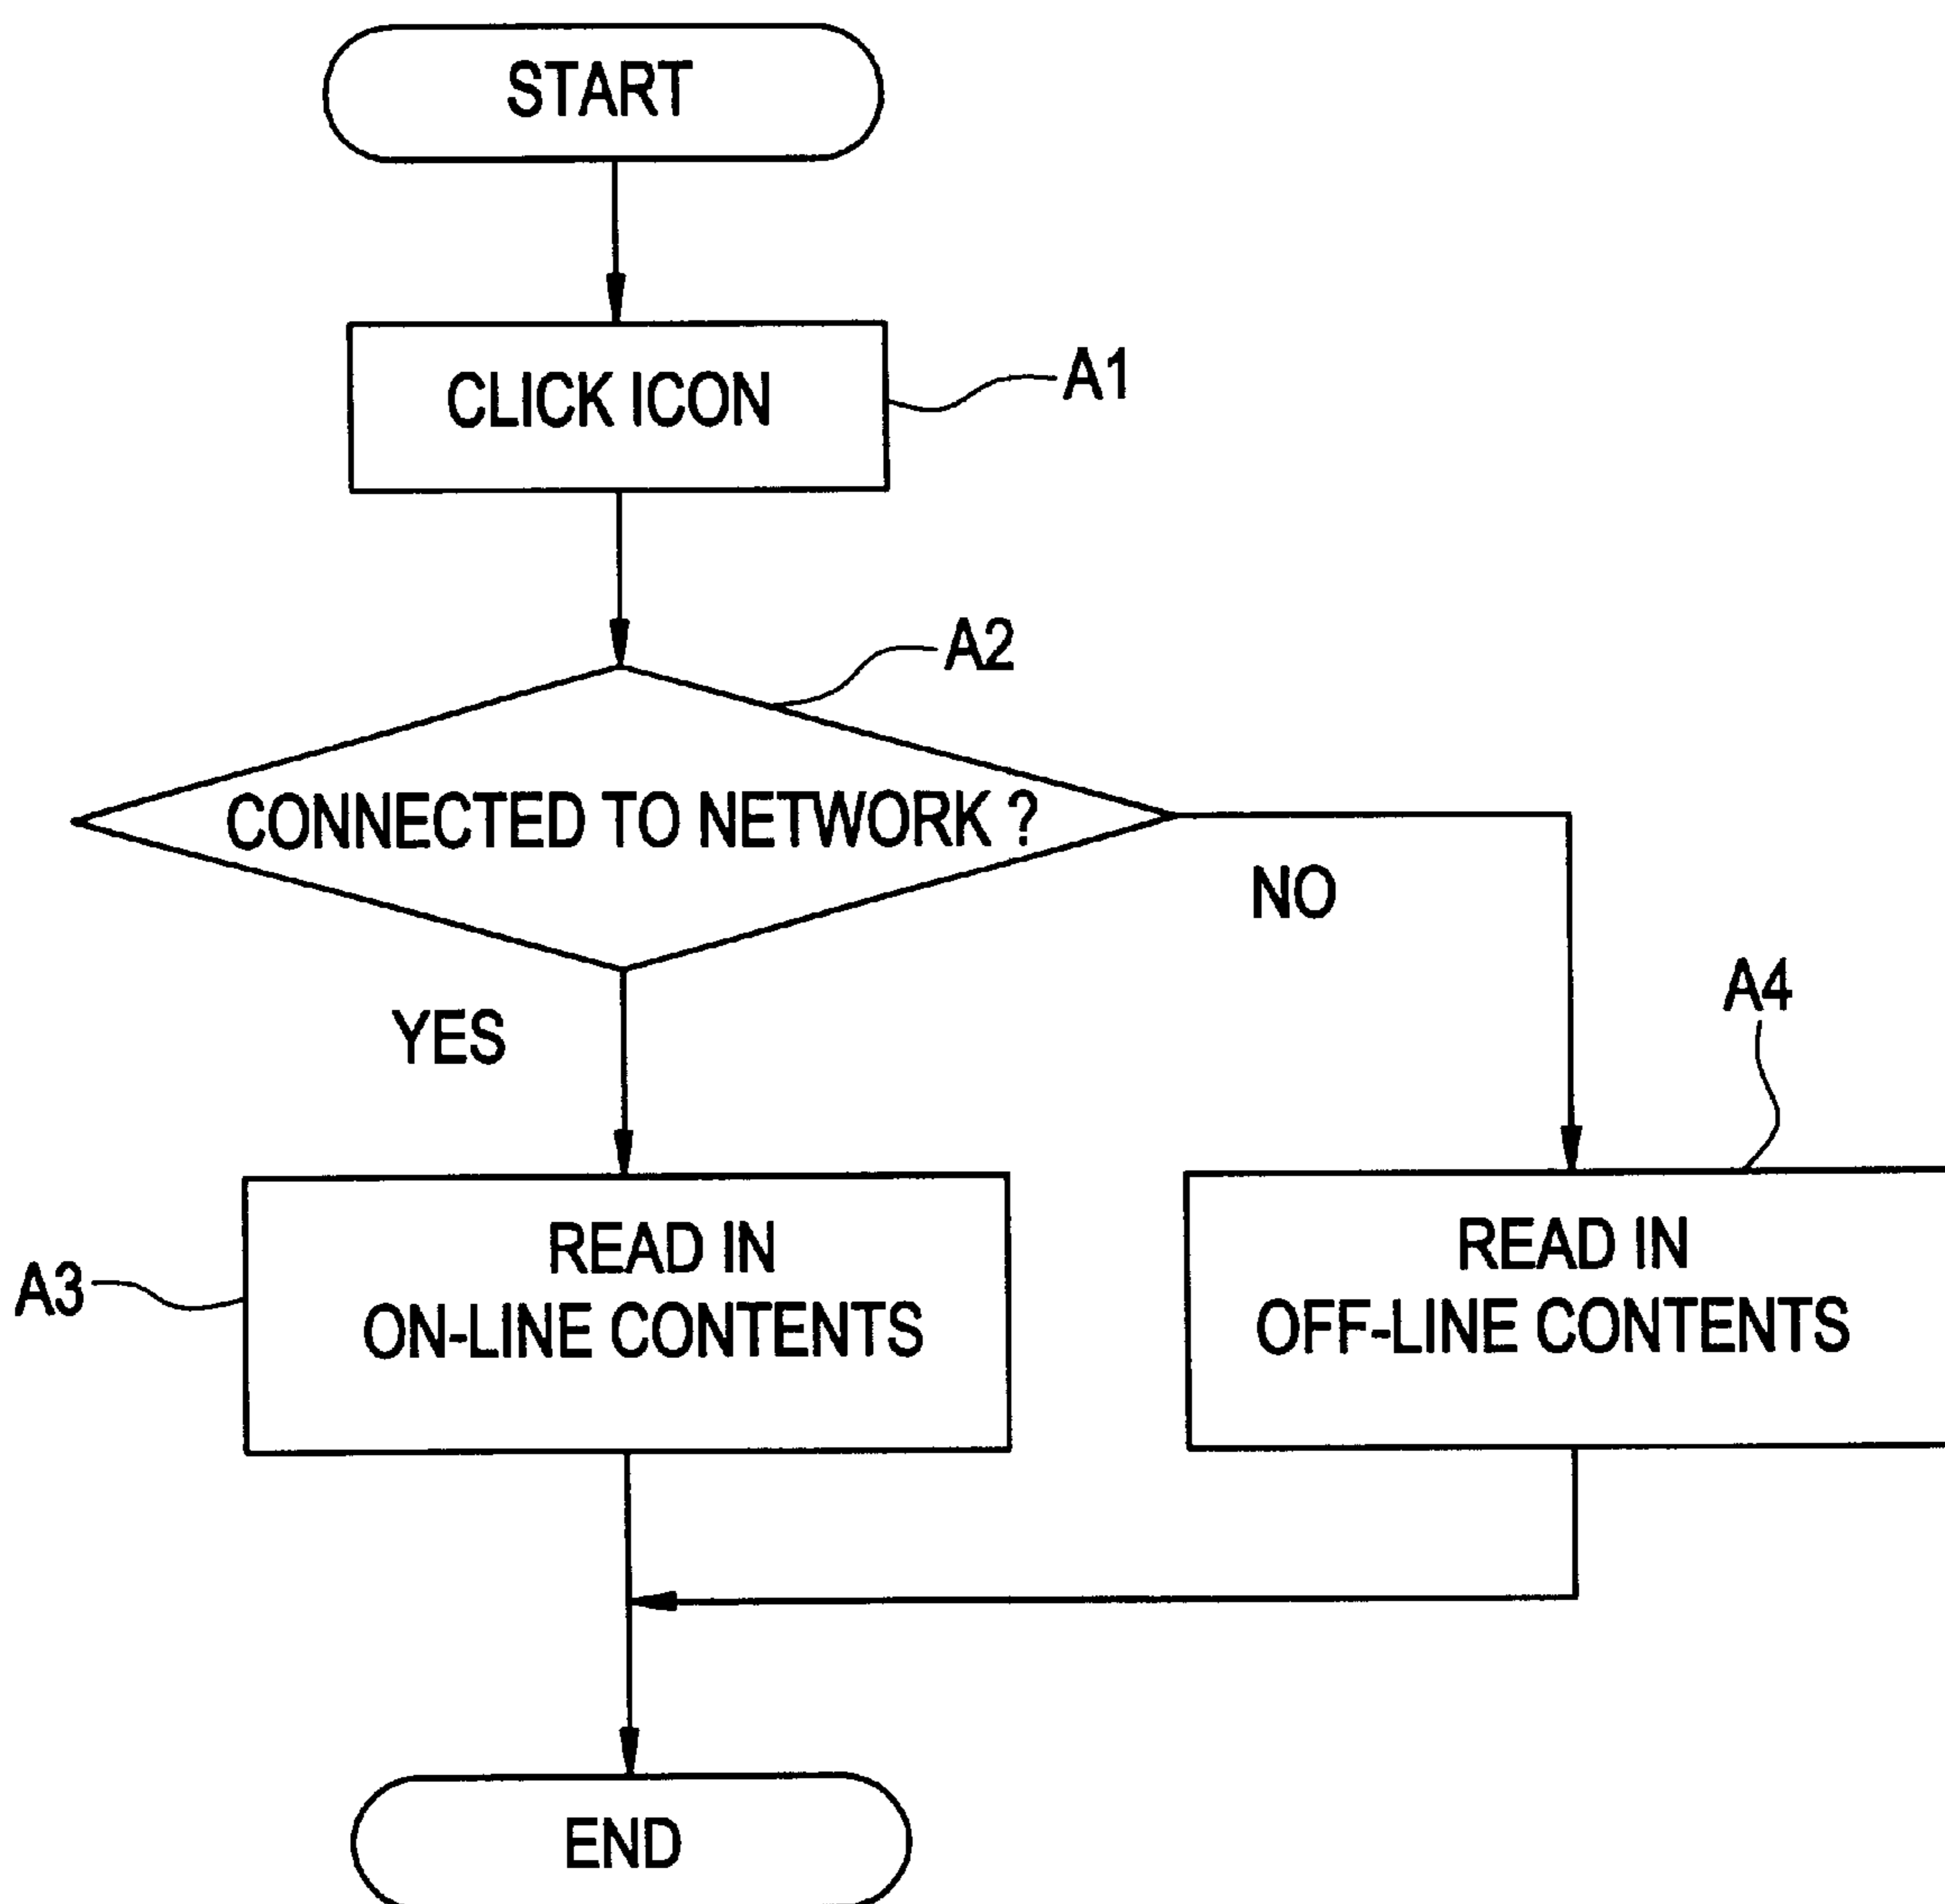 START
CLICK ICON
A1
A2
CONNECTED TO NETWORK ?
NO
YES
A4
A3
READ IN
ON-LINE CONTENTS
READ IN
OFF-LINE CONTENTS
END